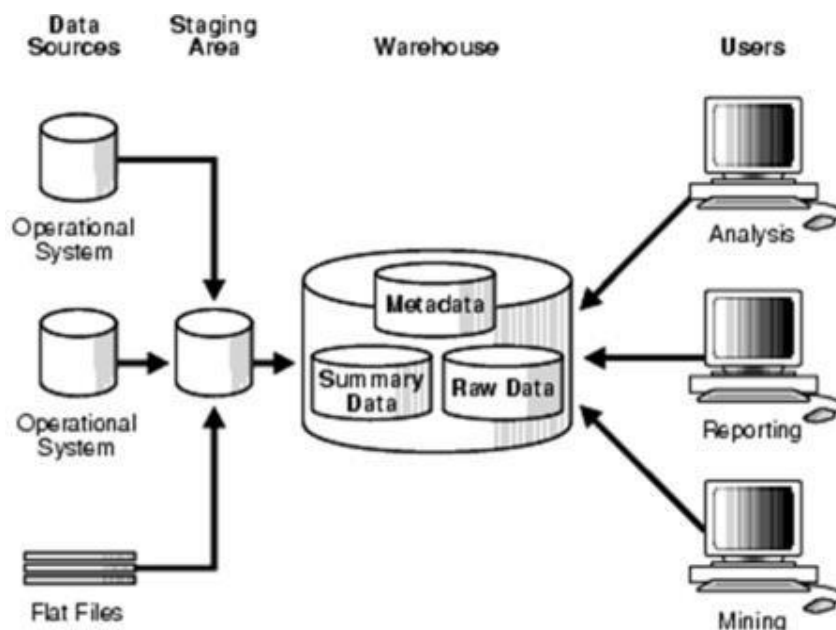 Data Sources
Staging Area
Warehouse
Users
Operational System
Analysis
Metadata
Summary Data
Raw Data
Operational System
Reporting
Flat Files
Mining